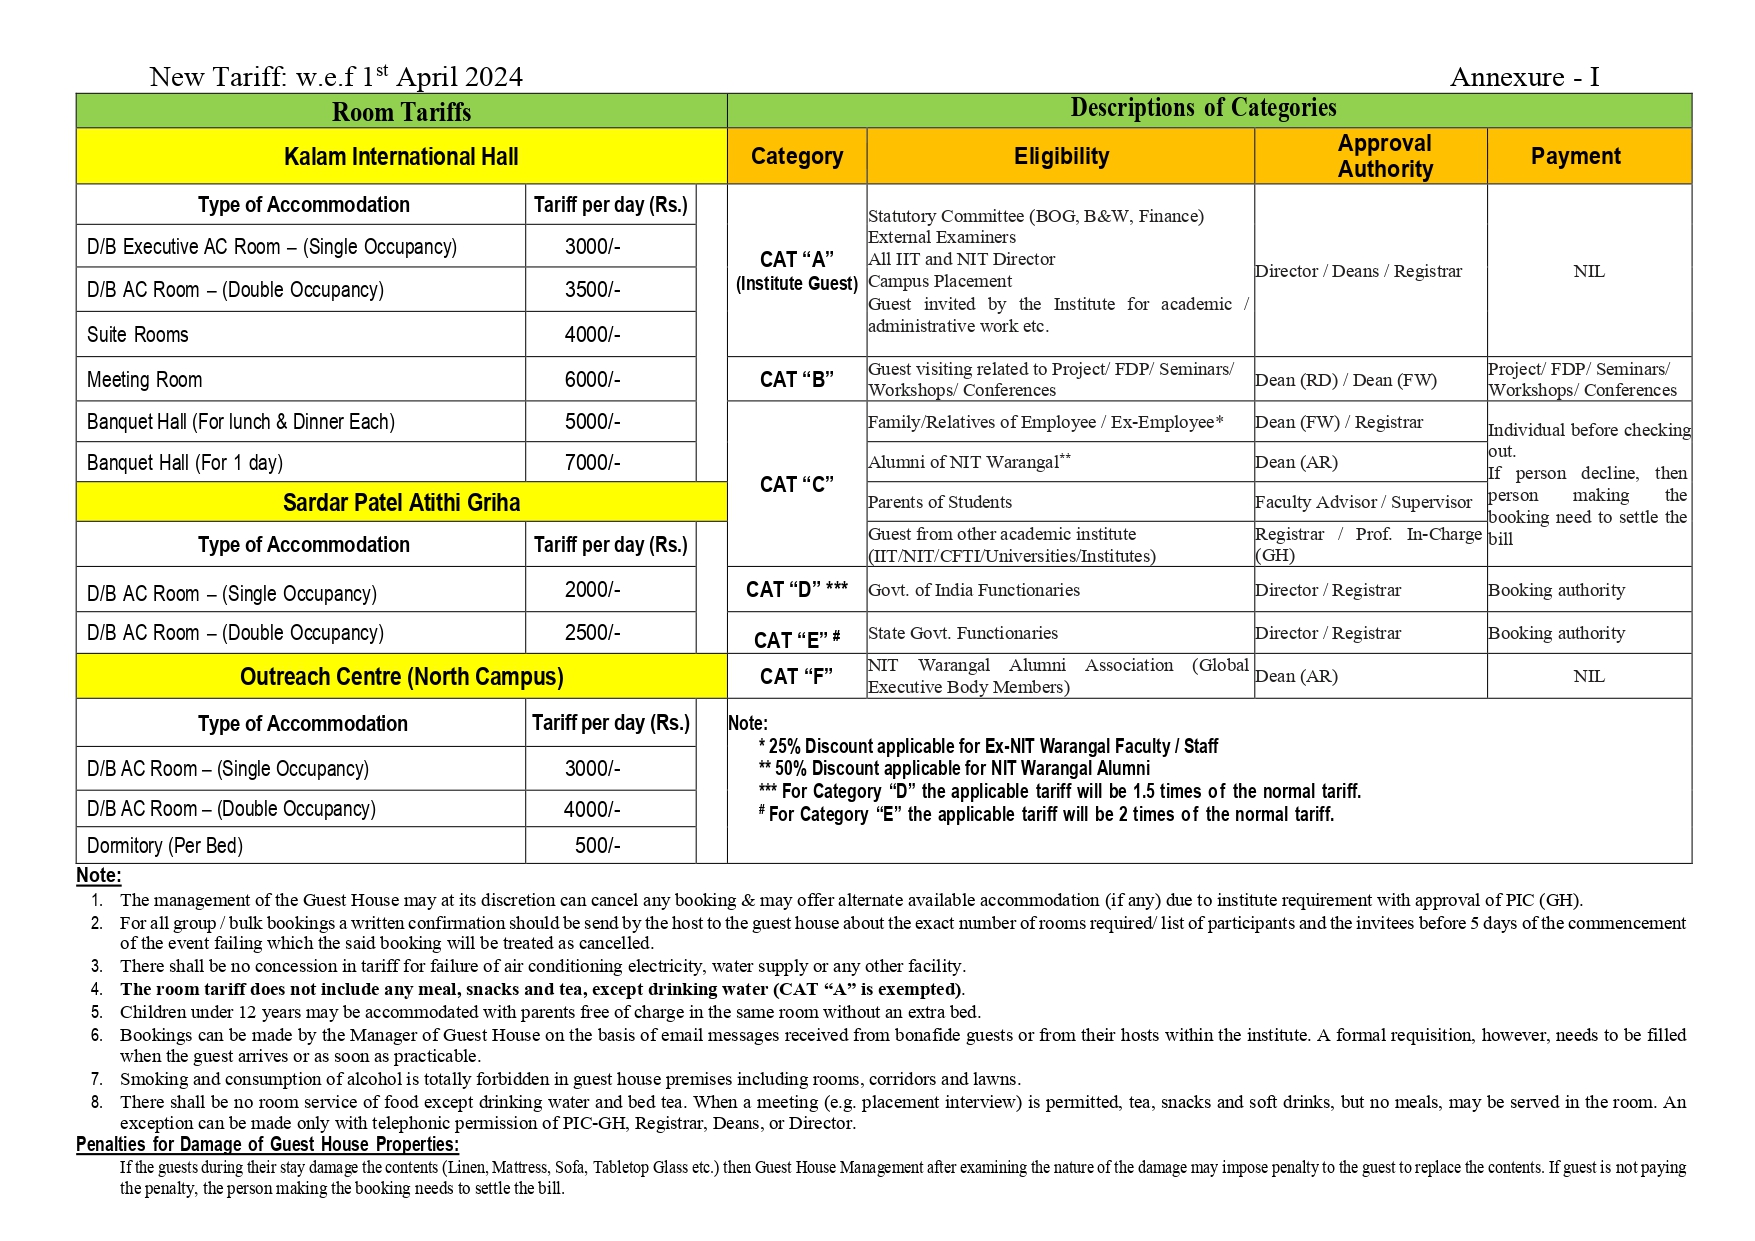 New Tariff: w.e.f 1st April 2024 Annexure - I
Room Tariffs
Kalam International Hall
Type of Accommodation Tariff per day (Rs.)
D/B Executive AC Room – (Single Occupancy) 3000/-
D/B AC Room – (Double Occupancy) 3500/-
Suite Rooms 4000/-
Meeting Room 6000/-
Banquet Hall (For lunch & Dinner Each) 5000/-
Banquet Hall (For 1 day) 7000/-
Sardar Patel Atithi Griha
Type of Accommodation Tariff per day (Rs.)
D/B AC Room – (Single Occupancy) 2000/-
D/B AC Room – (Double Occupancy) 2500/-
Outreach Centre (North Campus)
Type of Accommodation Tariff per day (Rs.)
D/B AC Room – (Single Occupancy) 3000/-
D/B AC Room – (Double Occupancy) 4000/-
Dormitory (Per Bed) 500/-
Descriptions of Categories
Category Eligibility Approval
Authority Payment
CAT “A”
(Institute Guest)
Statutory Committee (BOG, B&W, Finance)
External Examiners
All IIT and NIT Director
Campus Placement
Guest invited by the Institute for academic /
administrative work etc.
Director / Deans / Registrar
NIL
CAT “B”
Guest visiting related to Project/ FDP/ Seminars/
Workshops/ Conferences
Dean (RD) / Dean (FW)
Project/ FDP/ Seminars/
Workshops/ Conferences
CAT “C”
Family/Relatives of Employee / Ex-Employee* Dean (FW) / Registrar
Alumni of NIT Warangal** Dean (AR)
Parents of Students Faculty Advisor / Supervisor
Guest from other academic institute
(IIT/NIT/CFTI/Universities/Institutes)
Registrar / Prof. In-Charge
(GH)
Individual before checking
out.
If person decline, then
person making the
booking need to settle the
bill
CAT “D” *** Govt. of India Functionaries Director / Registrar Booking authority
CAT “E” # State Govt. Functionaries Director / Registrar Booking authority
CAT “F”
NIT Warangal Alumni Association (Global
Executive Body Members)
Dean (AR)
NIL
Note:
* 25% Discount applicable for Ex-NIT Warangal Faculty / Staff
** 50% Discount applicable for NIT Warangal Alumni
*** For Category “D” the applicable tariff will be 1.5 times of the normal tariff.
# For Category “E” the applicable tariff will be 2 times of the normal tariff.
Note:
1. The management of the Guest House may at its discretion can cancel any booking & may offer alternate available accommodation (if any) due to institute requirement with approval of PIC (GH).
2. For all group / bulk bookings a written confirmation should be send by the host to the guest house about the exact number of rooms required/ list of participants and the invitees before 5 days of the commencement
of the event failing which the said booking will be treated as cancelled.
3. There shall be no concession in tariff for failure of air conditioning electricity, water supply or any other facility.
4. The room tariff does not include any meal, snacks and tea, except drinking water (CAT “A” is exempted).
5. Children under 12 years may be accommodated with parents free of charge in the same room without an extra bed.
6. Bookings can be made by the Manager of Guest House on the basis of email messages received from bonafide guests or from their hosts within the institute. A formal requisition, however, needs to be filled
when the guest arrives or as soon as practicable.
7. Smoking and consumption of alcohol is totally forbidden in guest house premises including rooms, corridors and lawns.
8. There shall be no room service of food except drinking water and bed tea. When a meeting (e.g. placement interview) is permitted, tea, snacks and soft drinks, but no meals, may be served in the room. An
exception can be made only with telephonic permission of PIC-GH, Registrar, Deans, or Director.
Penalties for Damage of Guest House Properties:
If the guests during their stay damage the contents (Linen, Mattress, Sofa, Tabletop Glass etc.) then Guest House Management after examining the nature of the damage may impose penalty to the guest to replace the contents. If guest is not paying
the penalty, the person making the booking needs to settle the bill.